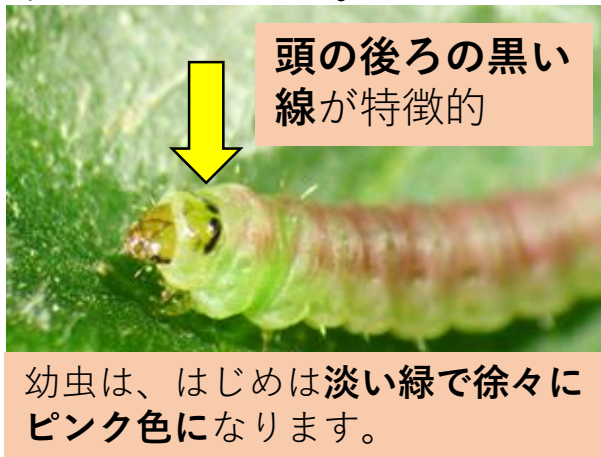 頭の後ろの黒い
線が特徴的
幼虫は、はじめは淡い緑で徐々に
ピンク色になります。